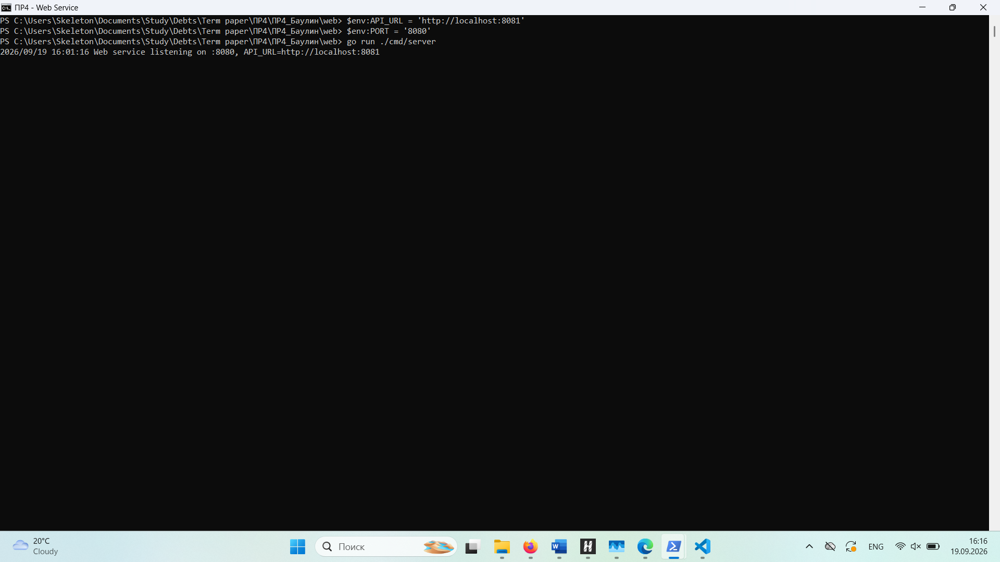 ПР4 - Web Service
PS C:\Users\Skeleton\Documents\Study\Debts\Term paper\ПР4\ПР4_Баулин\web> $env:API_URL = 'http://localhost:8081'
PS C:\Users\Skeleton\Documents\Study\Debts\Term paper\ПР4\ПР4_Баулин\web> $env:PORT = '8080'
PS C:\Users\Skeleton\Documents\Study\Debts\Term paper\ПР4\ПР4_Баулин\web> go run ./cmd/server
2026/09/19 16:01:16 Web service listening on :8080, API_URL=http://localhost:8081
20°C
Cloudy
Поиск
ENG
16:16
19.09.2026